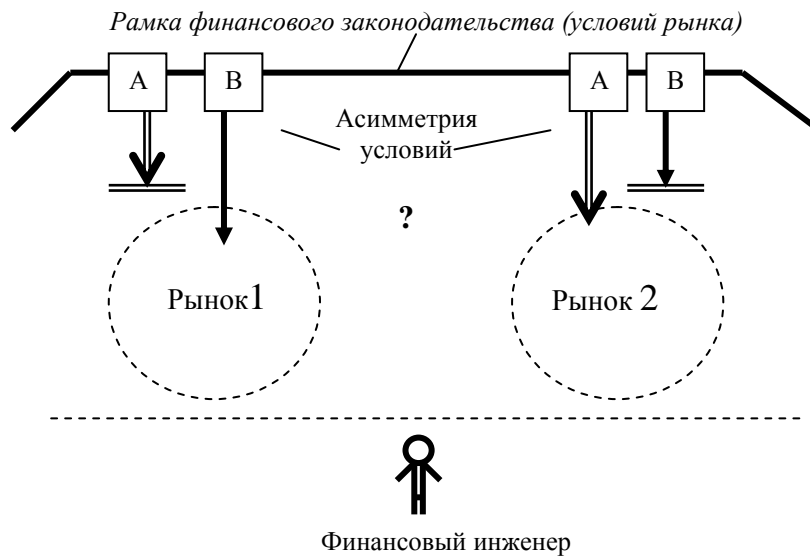 Рамка финансового законодательства (условий рынка)
А В А В
Асимметрия
условий
?
Рынок1 Рынок 2
Финансовый инженер